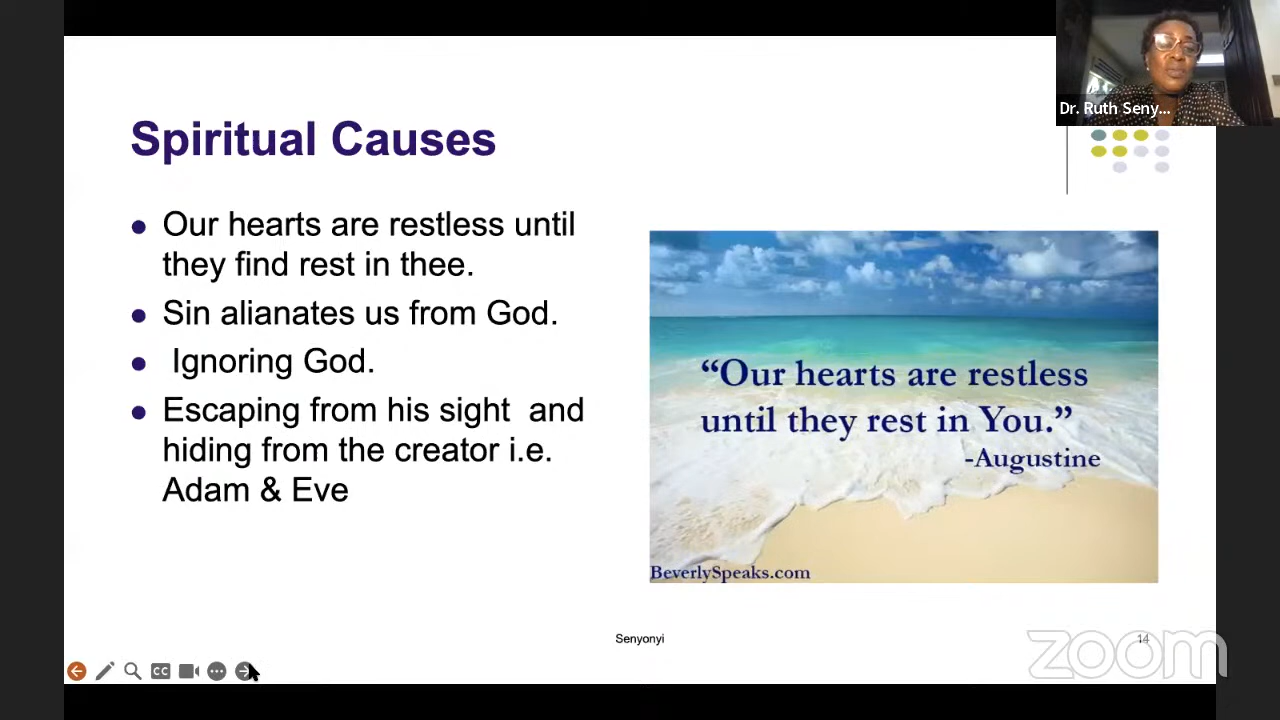 Dr. Ruth Seny...
Spiritual Causes
Our hearts are restless until
they find rest in thee.
Sin alianates us from God.
Ignoring God.
Escaping from his sight and
hiding from the creator i.e.
Adam & Eve
“Our hearts are restless
until they rest in You.”
-Augustine
BeverlySpeaks.com
Senyonyi
14
CC
zoom